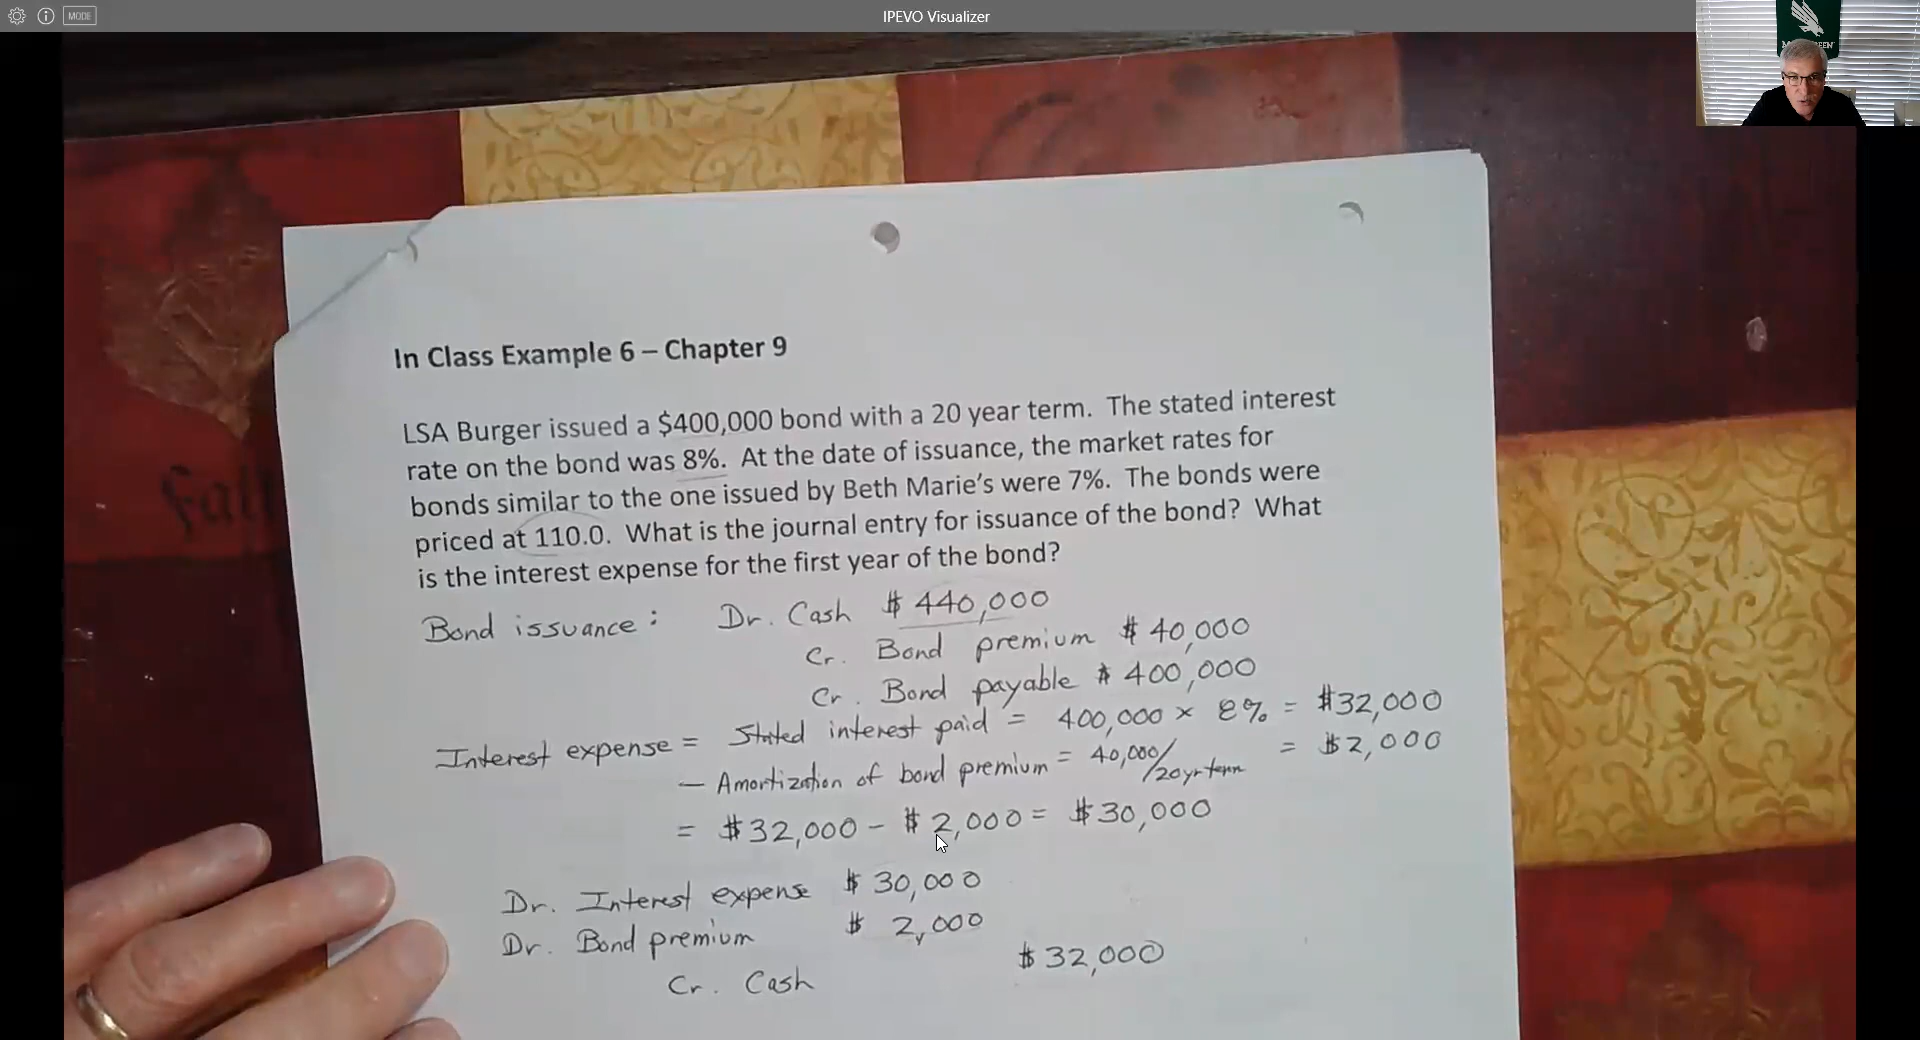 MODE
IPEVO Visualizer
In Class Example 6 – Chapter 9
LSA Burger issued a $400,000 bond with a 20 year term. The stated interest
rate on the bond was 8%. At the date of issuance, the market rates for
bonds similar to the one issued by Beth Marie's were 7%. The bonds were
priced at 110.0. What is the journal entry for issuance of the bond? What
is the interest expense for the first year of the bond?
Bond issuance: Dr. Cash $ 440,000
Cr. Bond premium $ 40,000
Cr. Bond payable $ 400,000
Interest expense = Stated interest paid = 400,000 × 8% = $32,000
— Amortization of bond premium = 40,000/20 yr term = $2,000
= $32,000 – $2,000 = $30,000
Dr. Interest expense $ 30,000
Dr. Bond premium $ 2,000
Cr. Cash $ 32,000